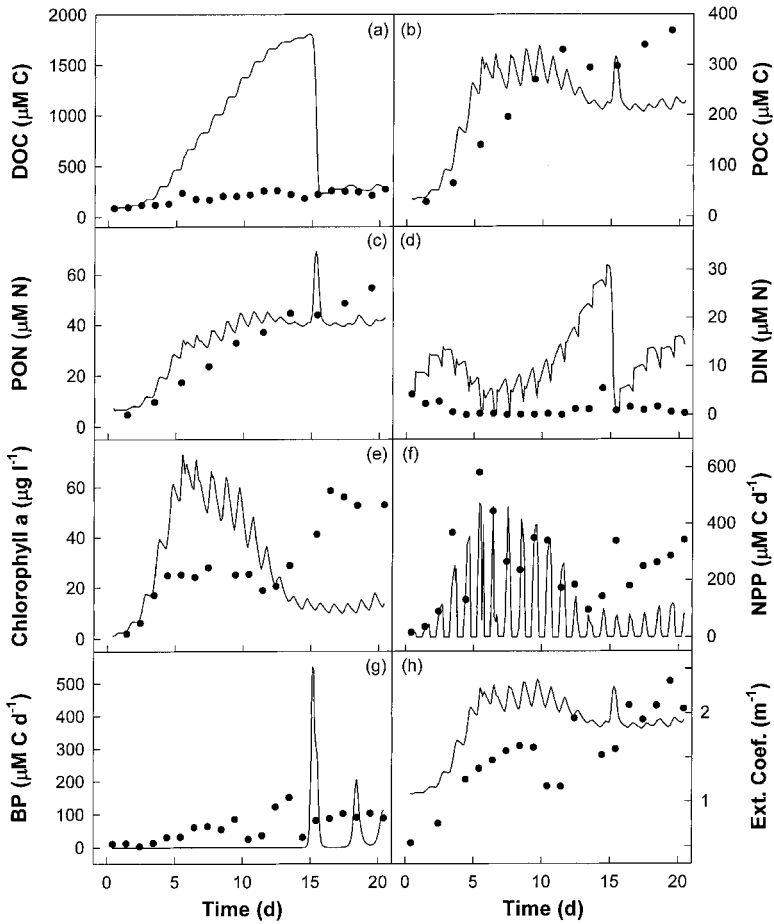 (a)
2000
1500
1000
500
0
DOC (μM C)
(b)
400
300
200
100
0
POC (μM C)
(c)
60
40
20
0
PON (μM N)
(d)
30
20
10
0
DIN (μM N)
(e)
60
40
20
0
Chlorophyll a (μg l⁻¹)
(f)
600
400
200
0
NPP (μM C d⁻¹)
(g)
500
400
300
200
100
0
BP (μM C d⁻¹)
(h)
2
1
Ext. Coef. (m⁻¹)
0 5 10 15 20
Time (d)
0 5 10 15 20
Time (d)